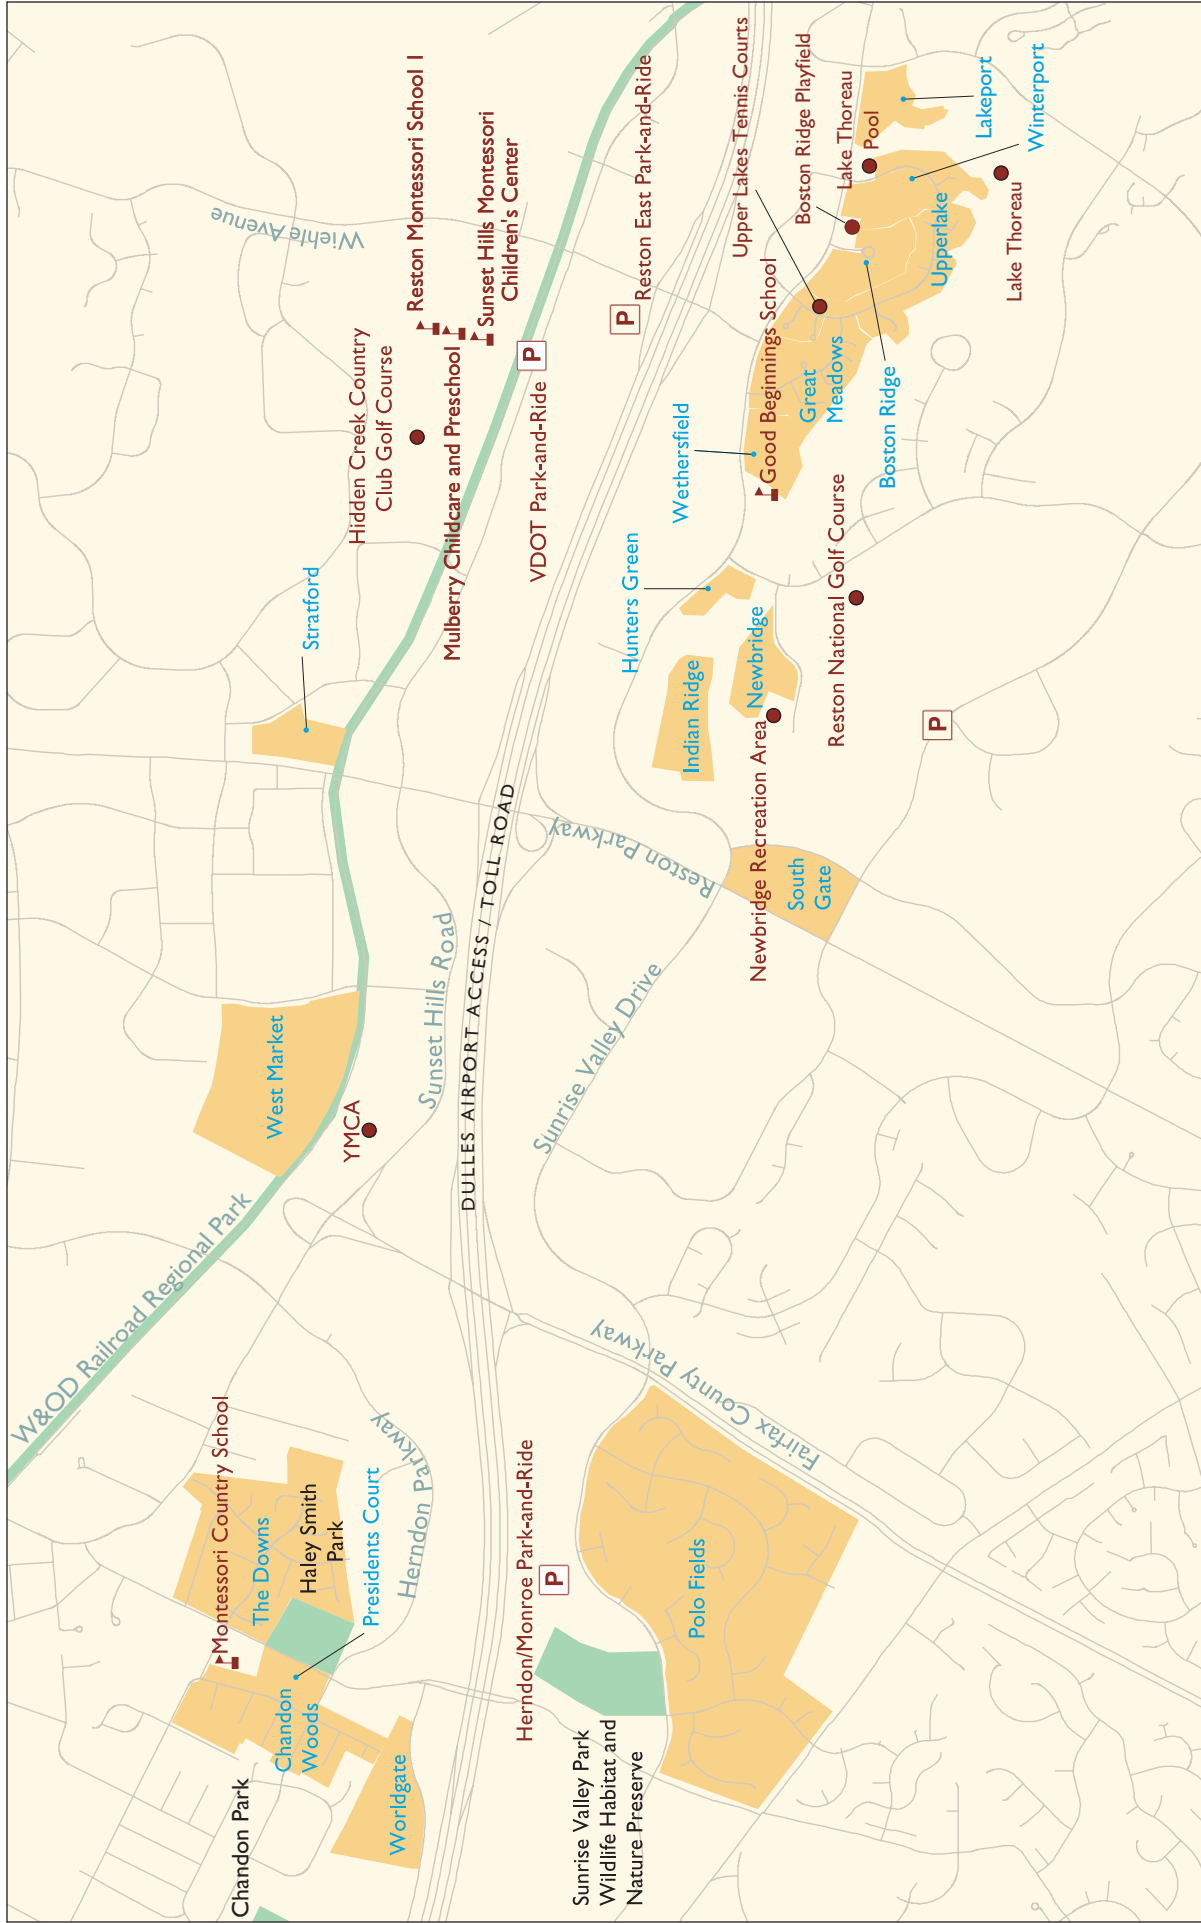 W&OD Railroad Regional Park
Montessori Country School
The Downs
Haley Smith
Park
Presidents Court
Herndon Parkway
Chandon
Woods
Chandon Park
Worldgate
West Market
YMCA
Sunset Hills Road
DULLES AIRPORT ACCESS / TOLL ROAD
Stratford
Wiehle Avenue
Hidden Creek Country
Club Golf Course
Reston Montessori School I
Mulberry Childcare and Preschool
Sunset Hills Montessori
Children's Center
P
VDOT Park-and-Ride
P
Reston East Park-and-Ride
Herndon/Monroe Park-and-Ride
P
Sunrise Valley Park
Wildlife Habitat and
Nature Preserve
Polo Fields
Fairfax County Parkway
Sunrise Valley Drive
Reston Parkway
Hunters Green
Indian Ridge
Newbridge
Newbridge Recreation Area
South
Gate
Wethersfield
Good Beginnings School
Great
Meadows
Upper Lakes Tennis Courts
Boston Ridge Playfield
Lake Thoreau
Pool
Boston Ridge
Upperlake
Lakeport
Winterport
Lake Thoreau
Reston National Golf Course
P